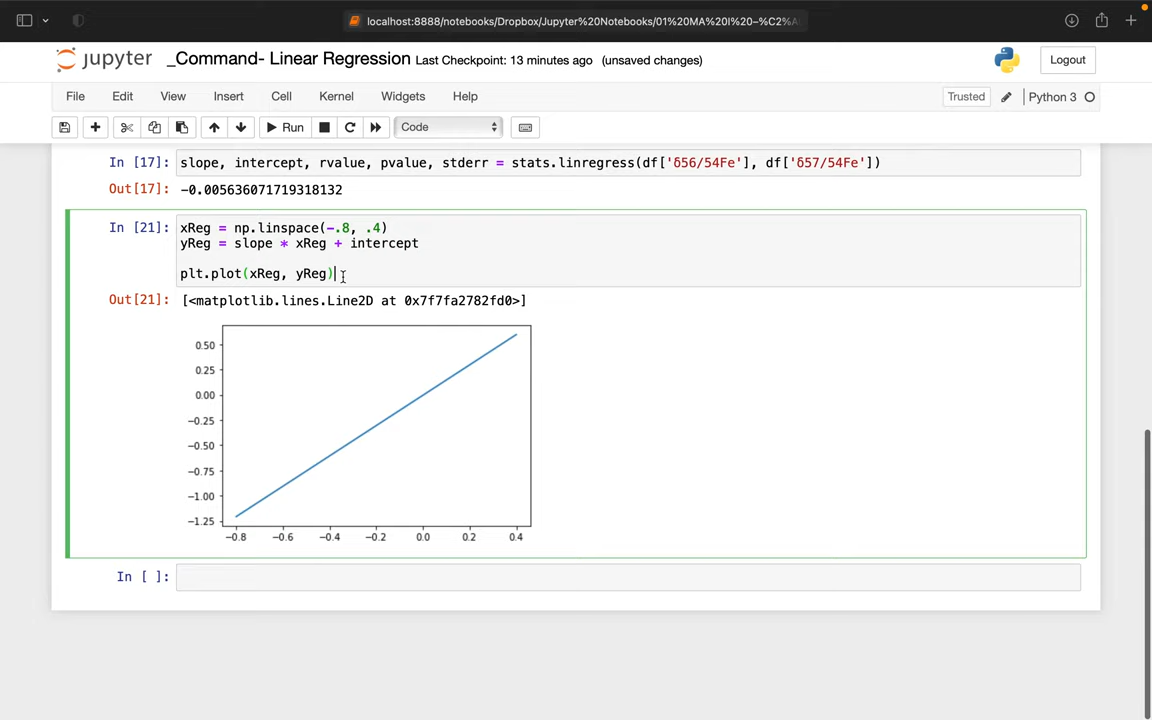 localhost:8888/notebooks/Dropbox/Jupyter%20Notebooks/01%20MA%20I%20–%C2%A
jupyter _Command- Linear Regression Last Checkpoint: 13 minutes ago (unsaved changes) Logout
File Edit View Insert Cell Kernel Widgets Help Trusted Python 3
Run Code
In [17]: slope, intercept, rvalue, pvalue, stderr = stats.linregress(df['δ56/54Fe'], df['δ57/54Fe'])
Out[17]: -0.005636071719318132
In [21]: xReg = np.linspace(-.8, .4)
yReg = slope * xReg + intercept
plt.plot(xReg, yReg)
Out[21]: [<matplotlib.lines.Line2D at 0x7f7fa2782fd0>]
0.50
0.25
0.00
−0.25
−0.50
−0.75
−1.00
−1.25
−0.8 −0.6 −0.4 −0.2 0.0 0.2 0.4
In [ ]: